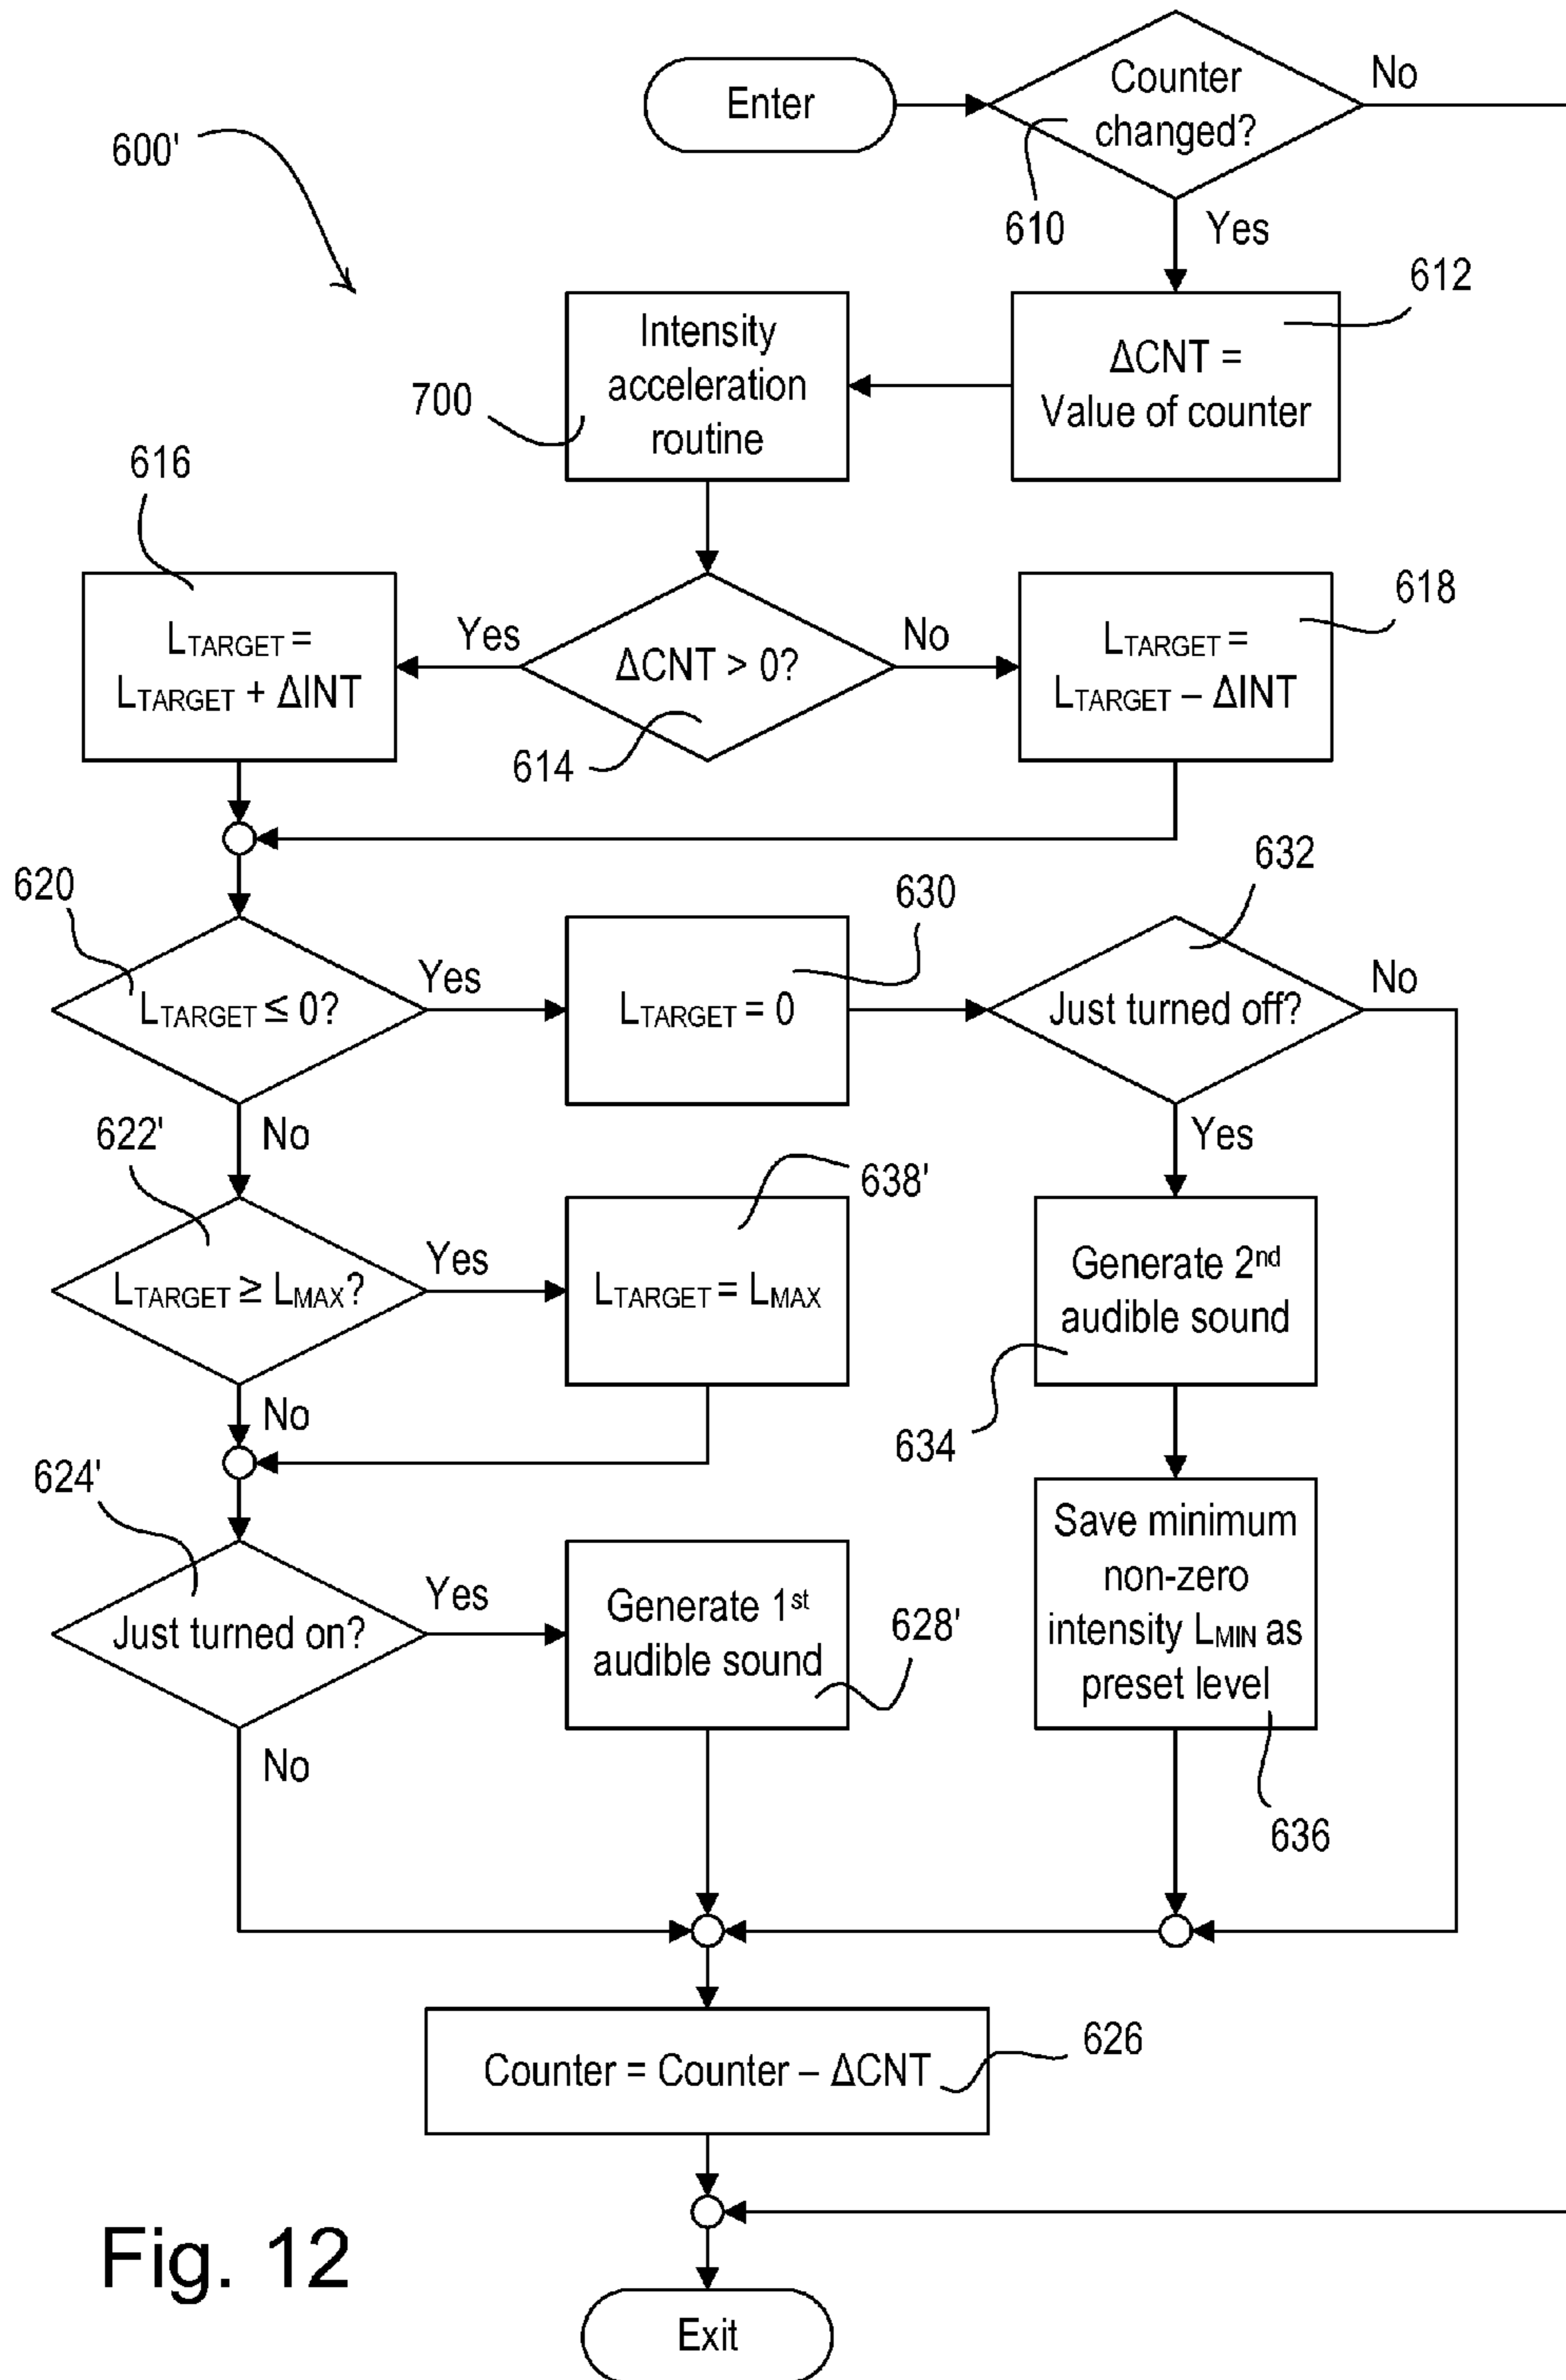 Enter
Counter
changed?
No
600'
610
Yes
612
Intensity
acceleration
routine
700
ΔCNT =
Value of counter
616
618
LTARGET =
LTARGET + ΔINT
Yes
ΔCNT > 0?
No
LTARGET =
LTARGET – ΔINT
614
620
630
632
LTARGET ≤ 0?
Yes
LTARGET = 0
Just turned off?
No
No
Yes
622'
638'
LTARGET ≥ LMAX?
Yes
LTARGET = LMAX
Generate 2nd
audible sound
634
No
624'
Just turned on?
Yes
Generate 1st
audible sound
628'
Save minimum
non-zero
intensity LMIN as
preset level
636
No
Counter = Counter – ΔCNT
626
Exit
Fig. 12